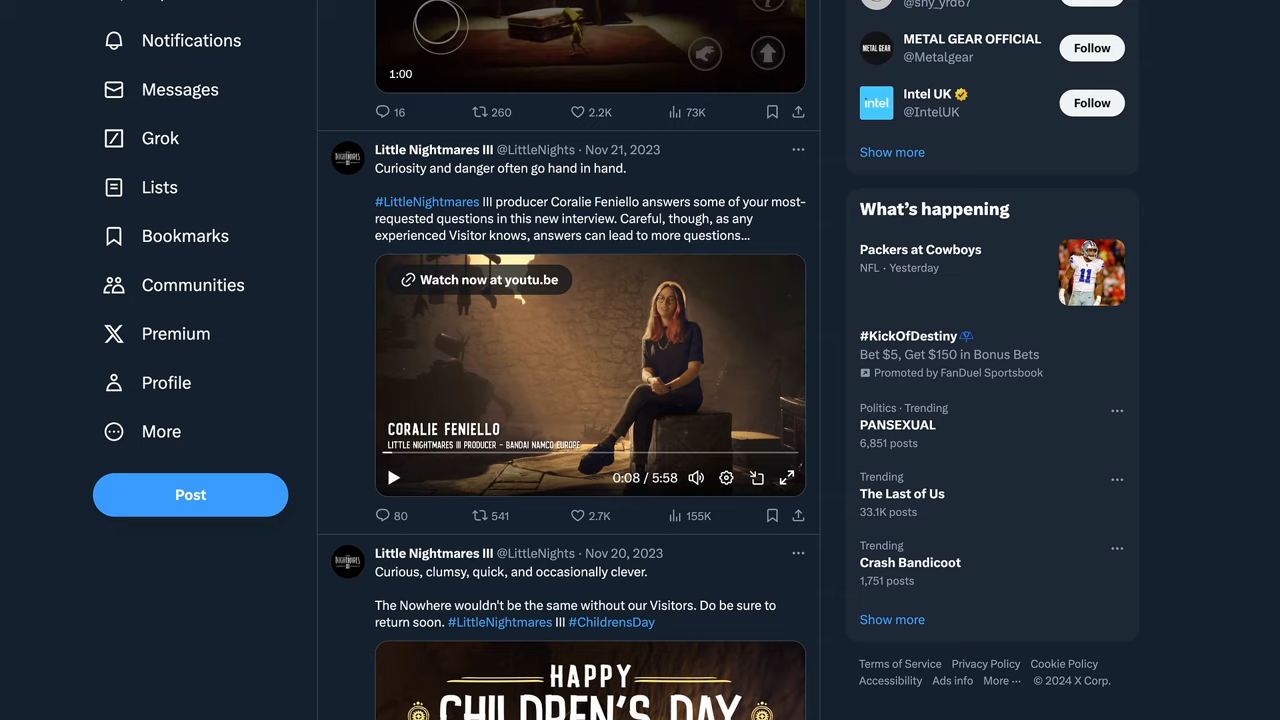 Notifications
Messages
Grok
Lists
Bookmarks
Communities
Premium
Profile
More
Post
1:00
16
260
2.2K
73K
Little Nightmares III @LittleNights · Nov 21, 2023
Curiosity and danger often go hand in hand.
#LittleNightmares III producer Coralie Feniello answers some of your most-
requested questions in this new interview. Careful, though, as any
experienced Visitor knows, answers can lead to more questions...
Watch now at youtu.be
CORALIE FENIELLO
LITTLE NIGHTMARES III PRODUCER - BANDAI NAMCO EUROPE
0:08 / 5:58
80
541
2.7K
155K
Little Nightmares III @LittleNights · Nov 20, 2023
Curious, clumsy, quick, and occasionally clever.
The Nowhere wouldn't be the same without our Visitors. Do be sure to
return soon. #LittleNightmares III #ChildrensDay
HAPPY
CHILDREN'S DAY
@shy_yrd67
METAL GEAR OFFICIAL
@Metalgear
Follow
METAL GEAR
Intel UK
@IntelUK
Follow
intel
Show more
What's happening
Packers at Cowboys
NFL · Yesterday
#KickOfDestiny
Bet $5, Get $150 in Bonus Bets
Promoted by FanDuel Sportsbook
Politics · Trending
PANSEXUAL
6,851 posts
Trending
The Last of Us
33.1K posts
Trending
Crash Bandicoot
1,751 posts
Show more
Terms of Service Privacy Policy Cookie Policy
Accessibility Ads info More ··· © 2024 X Corp.